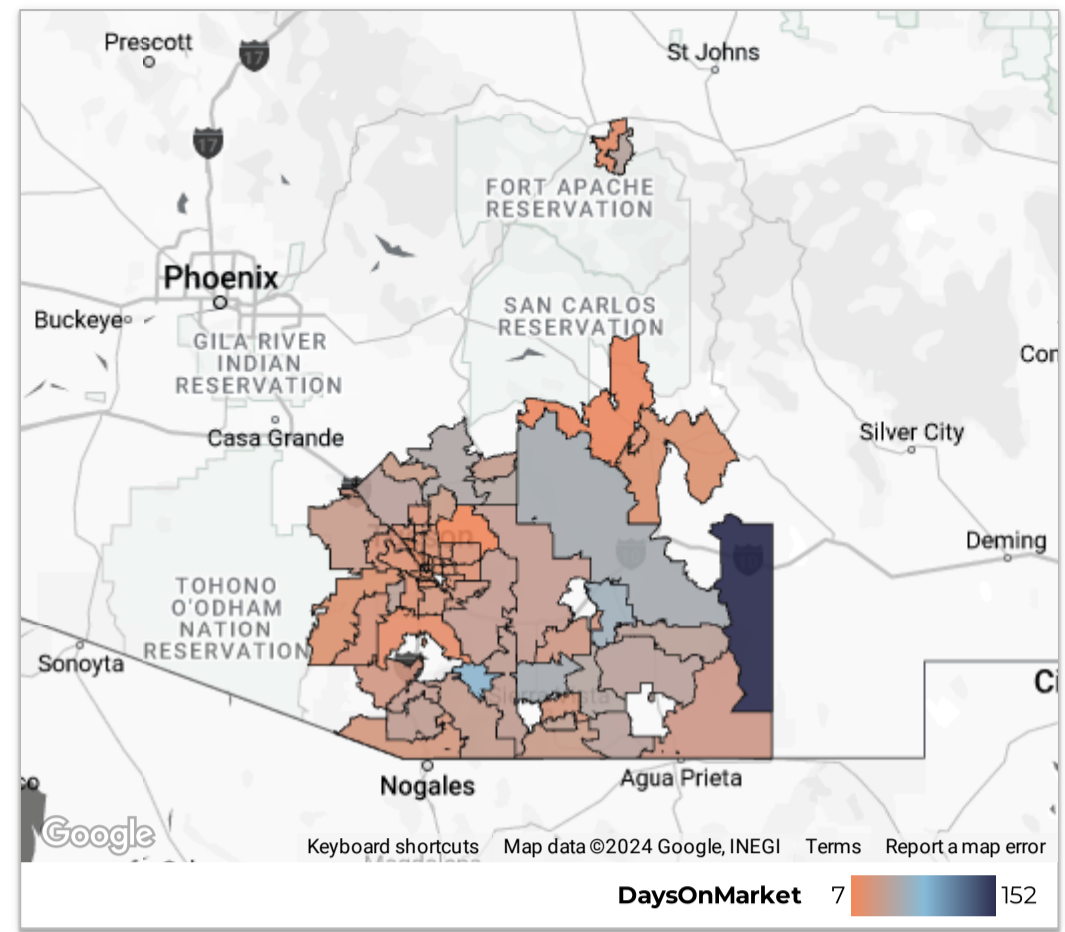 Prescott
17
St Johns
17
FORT APACHE
RESERVATION
Phoenix
SAN CARLOS
RESERVATION
Buckeye
GILA RIVER
INDIAN
RESERVATION
Casa Grande
Silver City
Deming
TOHONO
O'ODHAM
NATION
RESERVATION
Sonoyta
Nogales
Agua Prieta
Google
Keyboard shortcuts
Map data ©2024 Google, INEGI
Terms
Report a map error
DaysOnMarket 7 152